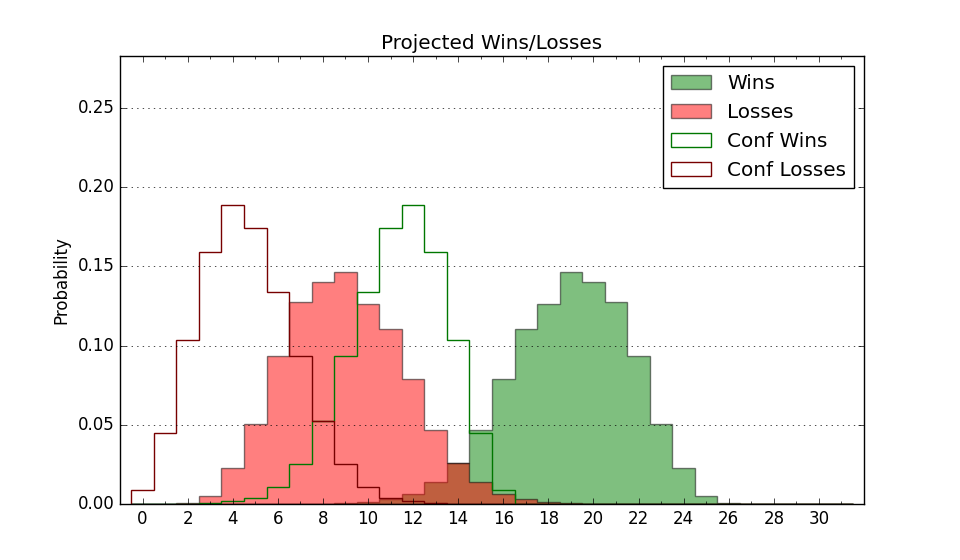 Projected Wins/Losses
Wins
Losses
Conf Wins
Conf Losses
Probability
0.25
0.20
0.15
0.10
0.05
0.00
0 2 4 6 8 10 12 14 16 18 20 22 24 26 28 30